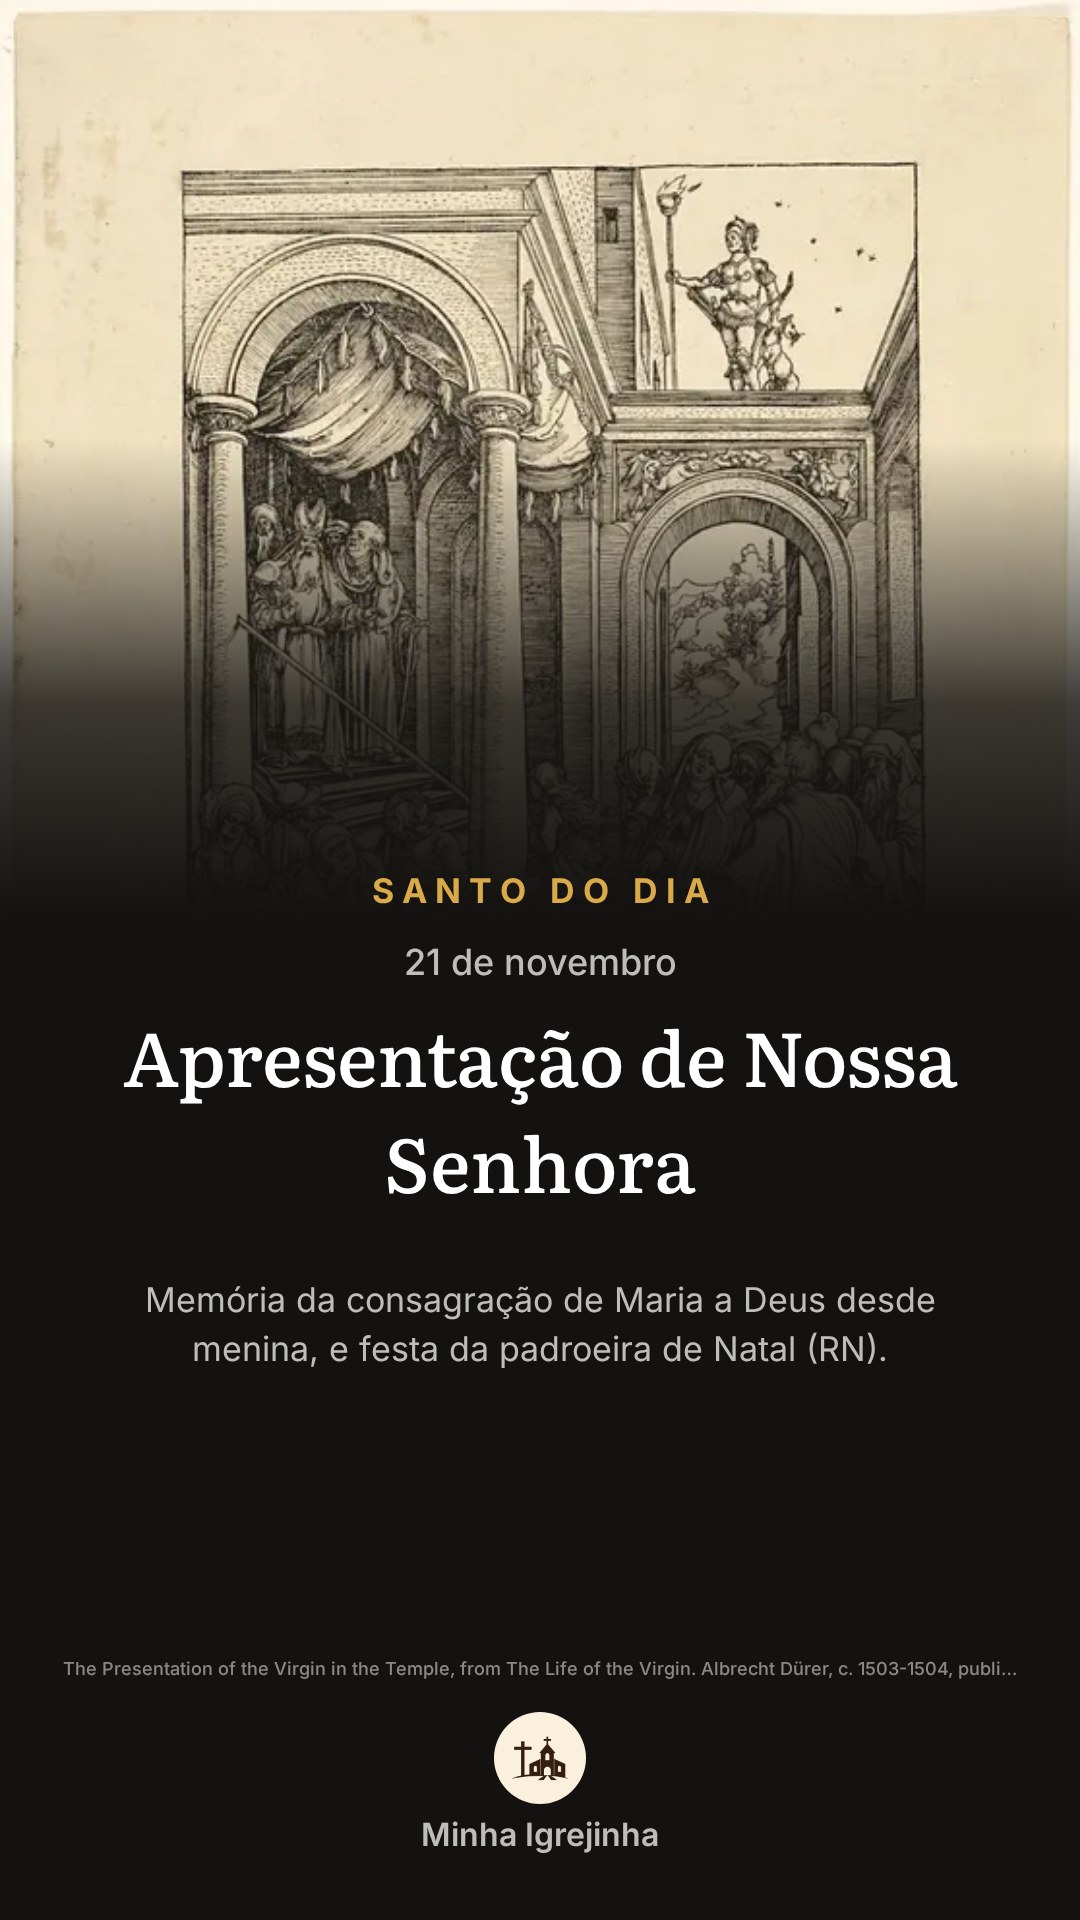 SANTO DO DIA
21 de novembro
Apresentação de Nossa
Senhora
Memória da consagração de Maria a Deus desde
menina, e festa da padroeira de Natal (RN).
The Presentation of the Virgin in the Temple, from The Life of the Virgin. Albrecht Dürer, c. 1503-1504, publi...
Minha Igrejinha